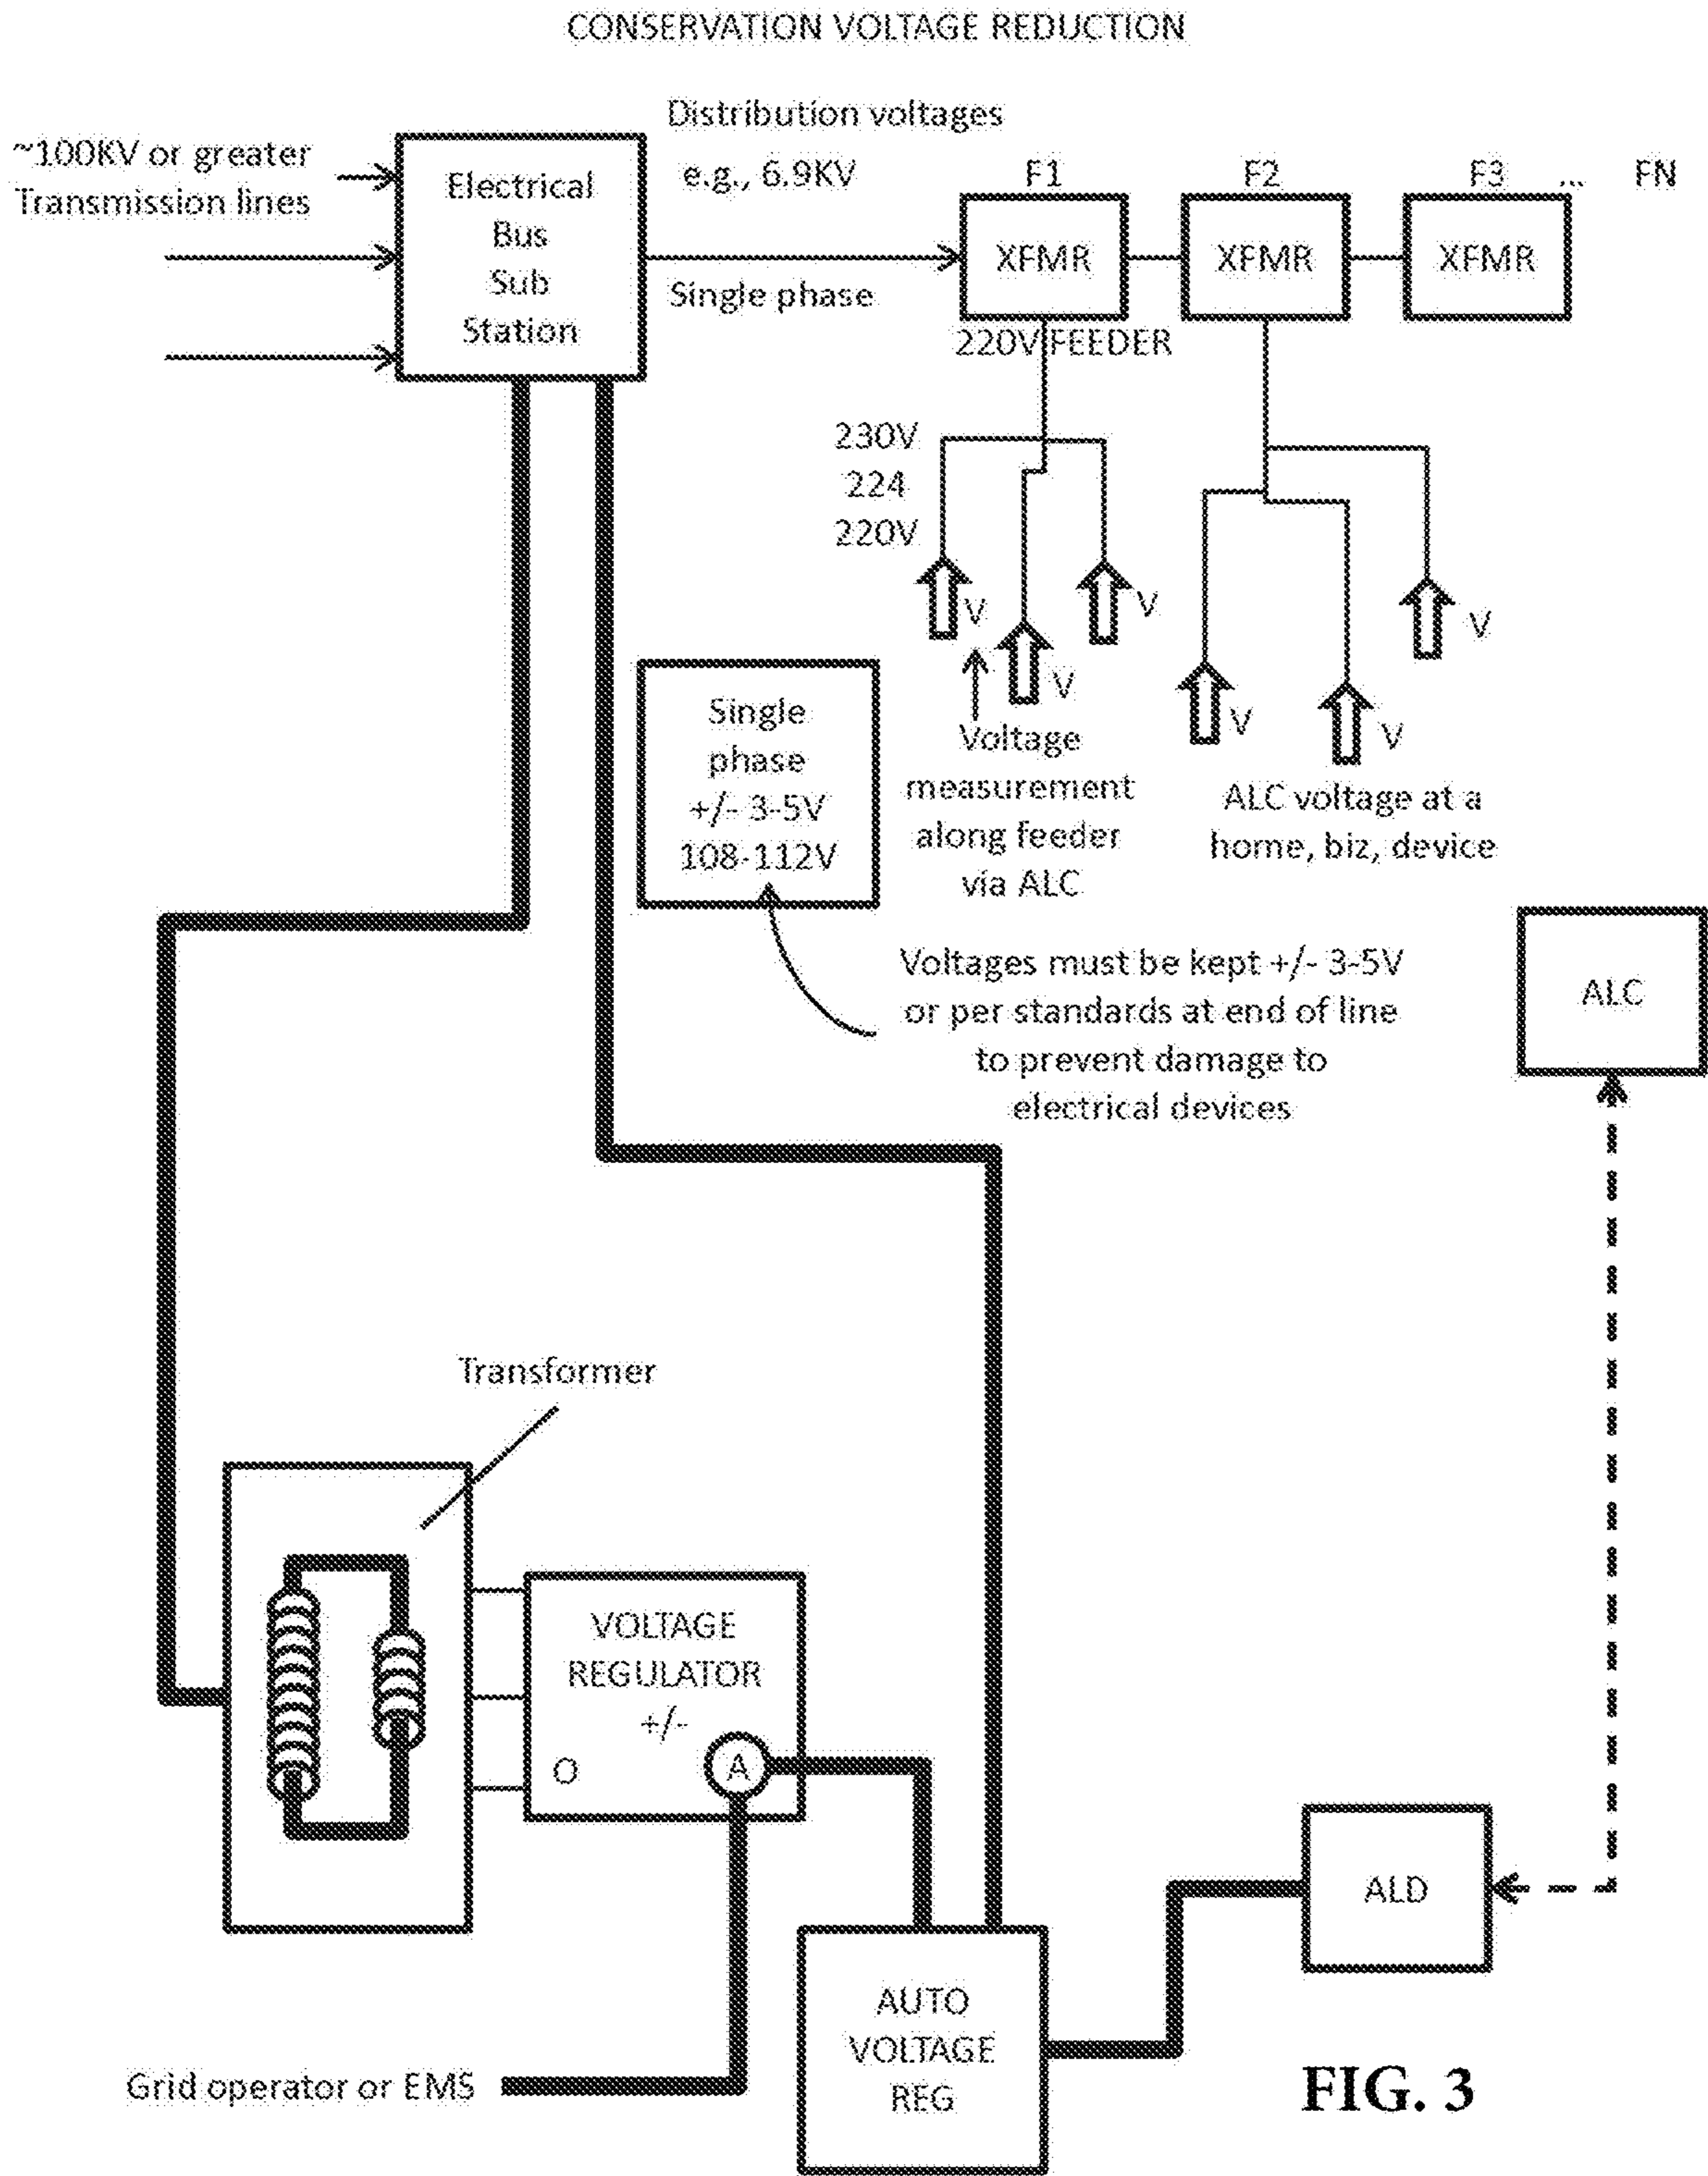 CONSERVATION VOLTAGE REDUCTION
Distribution voltages
~100KV or greater
Transmission lines
Electrical
Bus
Sub
Station
e.g., 6.9KV
Single phase
F1
F2
F3 ... FN
XFMR
XFMR
XFMR
220V FEEDER
230V
224
220V
V
V
V
V
V
V
Single
phase
+/- 3-5V
108-112V
Voltage
measurement
along feeder
via ALC
ALC voltage at a
home, biz, device
Voltages must be kept +/- 3-5V
or per standards at end of line
to prevent damage to
electrical devices
ALC
Transformer
VOLTAGE
REGULATOR
+/-
O
A
ALD
AUTO
VOLTAGE
REG
Grid operator or EMS
FIG. 3